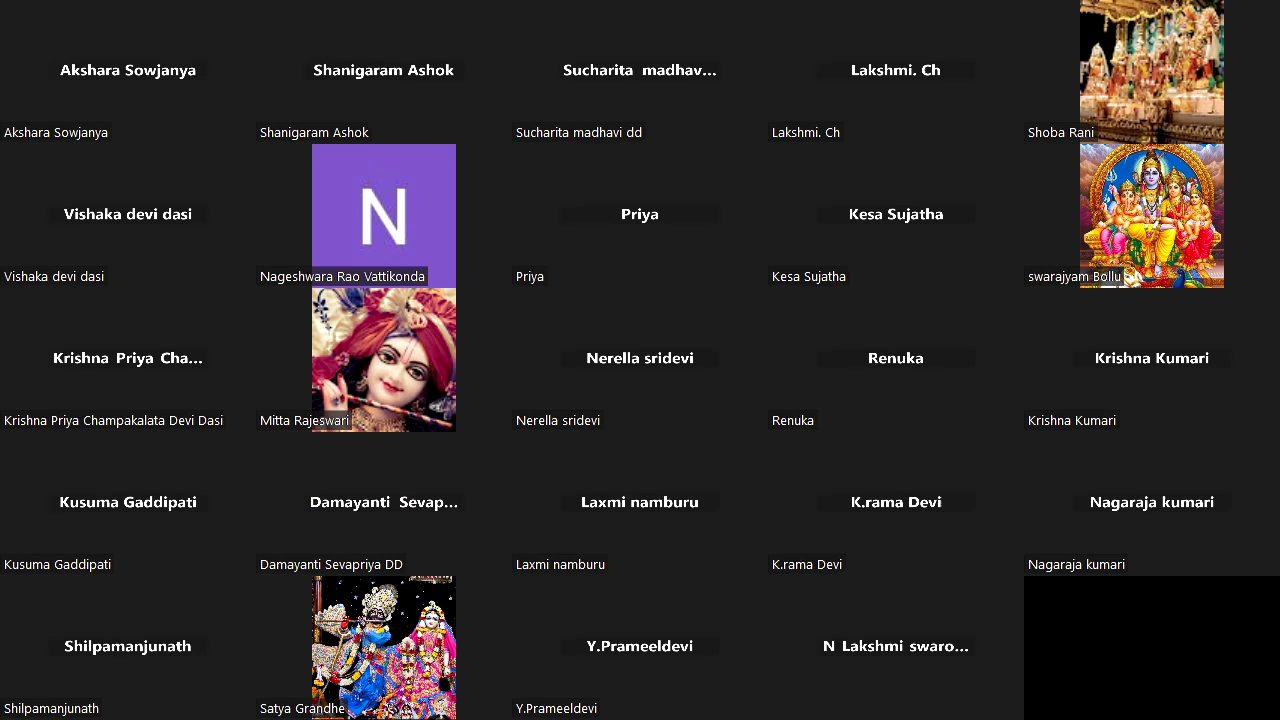 Akshara Sowjanya
Akshara Sowjanya
Shanigaram Ashok
Shanigaram Ashok
Sucharita madhav...
Sucharita madhavi dd
Lakshmi. Ch
Lakshmi. Ch
Shoba Rani
Vishaka devi dasi
Vishaka devi dasi
N
Nageshwara Rao Vattikonda
Priya
Priya
Kesa Sujatha
Kesa Sujatha
swarajyam Bollu
Krishna Priya Cha...
Krishna Priya Champakalata Devi Dasi
Mitta Rajeswari
Nerella sridevi
Nerella sridevi
Renuka
Renuka
Krishna Kumari
Krishna Kumari
Kusuma Gaddipati
Kusuma Gaddipati
Damayanti Sevap...
Damayanti Sevapriya DD
Laxmi namburu
Laxmi namburu
K.rama Devi
K.rama Devi
Nagaraja kumari
Nagaraja kumari
Shilpamanjunath
Shilpamanjunath
Satya Grandhe
Y.Prameeldevi
Y.Prameeldevi
N Lakshmi swaro...